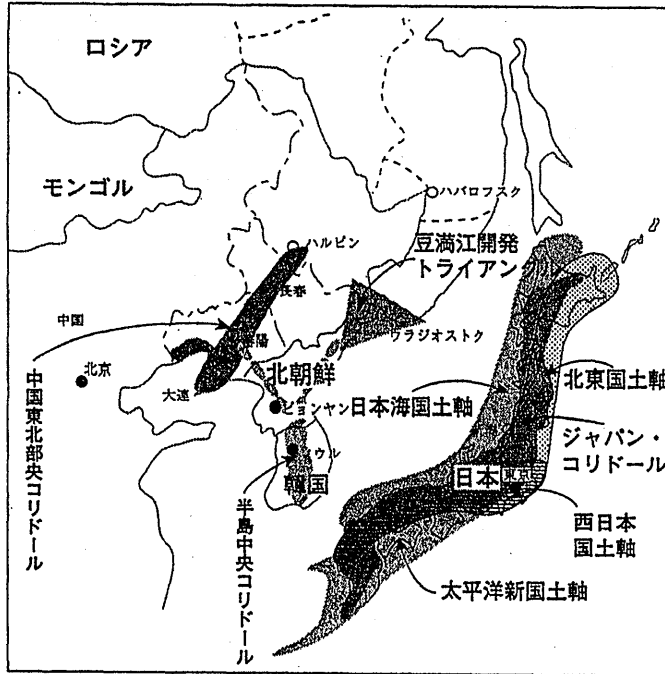 ロシア
モンゴル
ハバロフスク
ハルビン
豆満江開発
トライアン
長春
中国
ウラジオストク
瀋陽
北京
北朝鮮
大連
ピョンヤン
日本海国土軸
北東国土軸
ジャパン・
コリドール
ソウル
韓国
日本
東京
西日本
国土軸
太平洋新国土軸
中国東北部央コリドール
半島中央コリドール